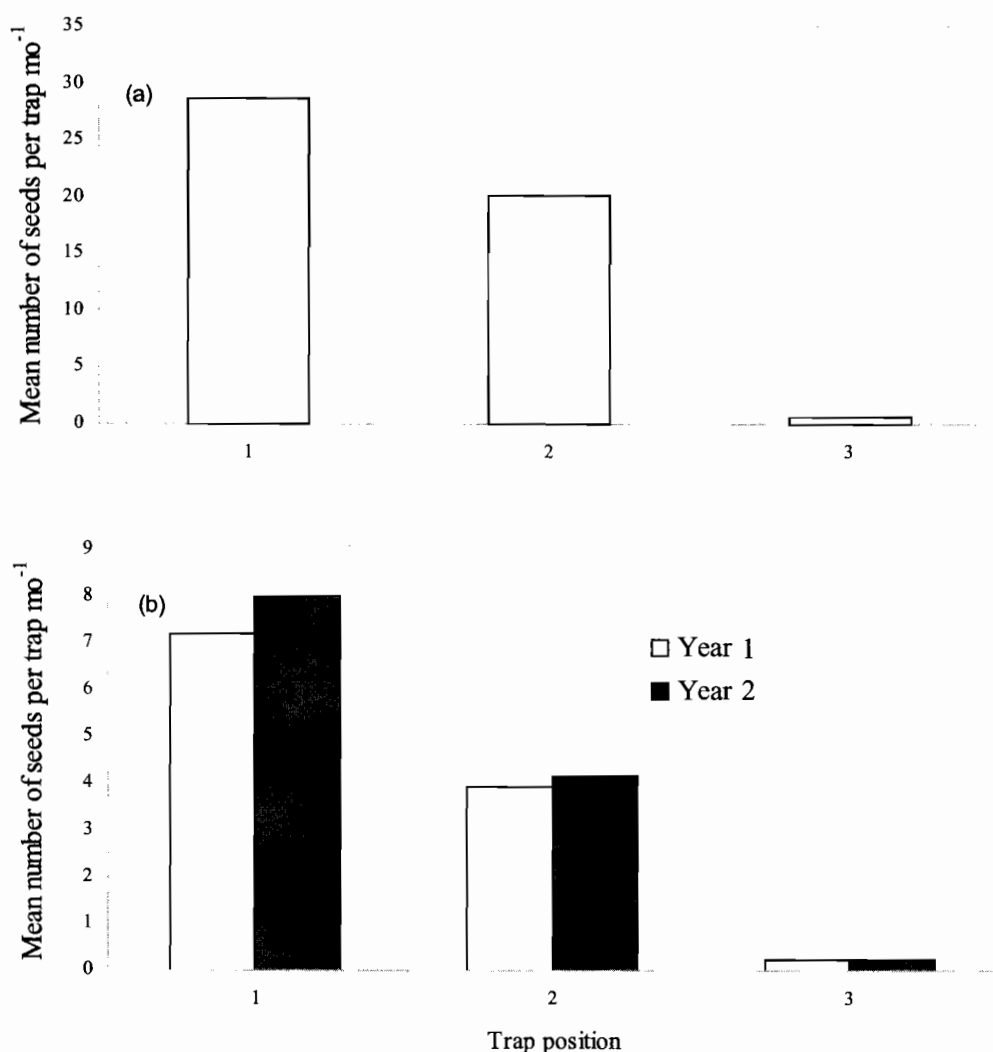 Mean number of seeds per trap mo⁻¹
35
30
25
20
15
10
5
0
(a)
1 2 3
Mean number of seeds per trap mo⁻¹
9
8
7
6
5
4
3
2
1
0
(b)
Year 1
Year 2
1 2 3
Trap position